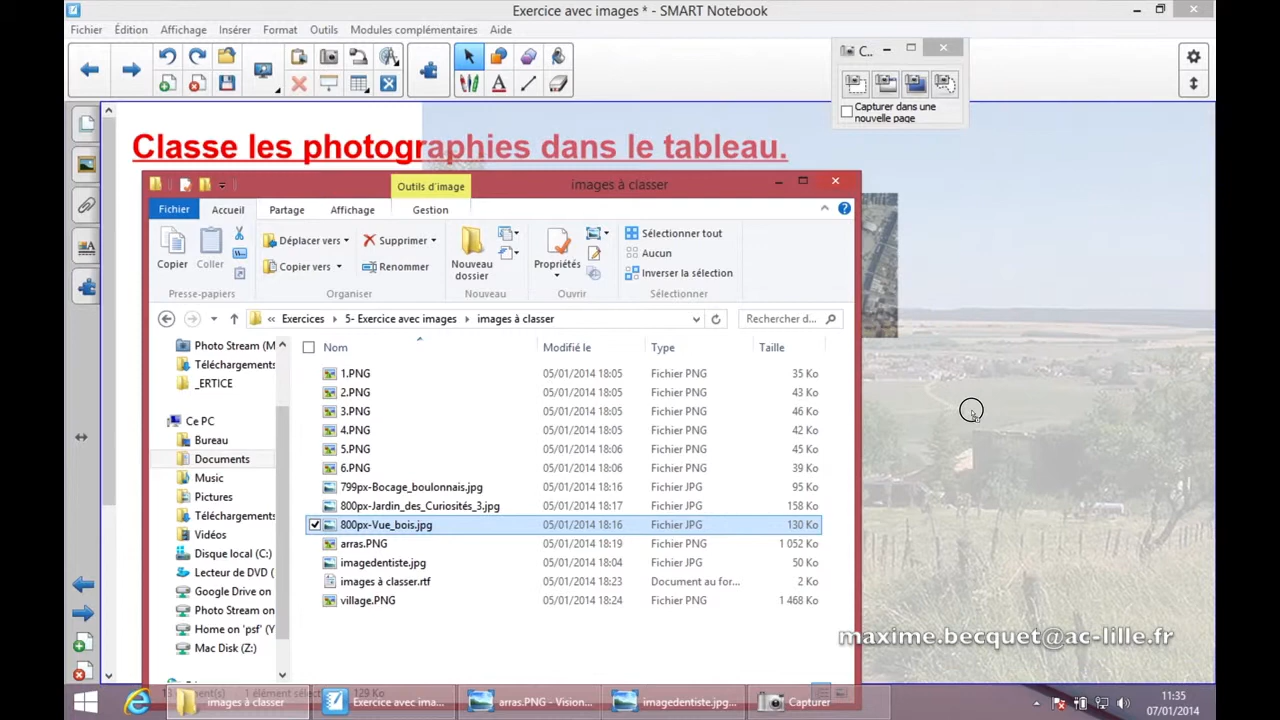 Exercice avec images * - SMART Notebook
Fichier Édition Affichage Insérer Format Outils Modules complémentaires Aide
C...
Capturer dans une
nouvelle page
Classe les photographies dans le tableau.
Outils d'image
images à classer
Fichier Accueil Partage Affichage Gestion
Copier
Coller
Presse-papiers
Déplacer vers
Copier vers
Supprimer
Renommer
Organiser
Nouveau
dossier
Nouveau
Propriétés
Ouvrir
Sélectionner tout
Aucun
Inverser la sélection
Sélectionner
« Exercices 5- Exercice avec images images à classer
Rechercher d...
Photo Stream (M
Téléchargements
_ERTICE
Ce PC
Bureau
Documents
Music
Pictures
Téléchargements
Vidéos
Disque local (C:)
Lecteur de DVD (
Google Drive on
Photo Stream on
Home on 'psf' (Y
Mac Disk (Z:)
Nom Modifié le Type Taille
1.PNG 05/01/2014 18:05 Fichier PNG 35 Ko
2.PNG 05/01/2014 18:05 Fichier PNG 43 Ko
3.PNG 05/01/2014 18:05 Fichier PNG 46 Ko
4.PNG 05/01/2014 18:05 Fichier PNG 42 Ko
5.PNG 05/01/2014 18:06 Fichier PNG 48 Ko
6.PNG 05/01/2014 18:06 Fichier PNG 39 Ko
799px-Bocage_boulonnais.jpg 05/01/2014 18:16 Fichier JPG 95 Ko
800px-Jardin_des_Curiosités_3.jpg 05/01/2014 18:17 Fichier JPG 158 Ko
800px-Vue_bois.jpg 05/01/2014 18:16 Fichier JPG 130 Ko
arras.PNG 05/01/2014 18:19 Fichier PNG 1 052 Ko
imagedentiste.jpg 05/01/2014 18:04 Fichier JPG 50 Ko
images à classer.rtf 05/01/2014 18:23 Document au for... 2 Ko
village.PNG 05/01/2014 18:24 Fichier PNG 1 468 Ko
maxime.becquet@ac-lille.fr
13 élément(s) 1 élément sélect 129 Ko
images à classer
Exercice avec ima...
arras.PNG - Vision...
imagedentiste.jpg...
Capturer
11:35
07/01/2014